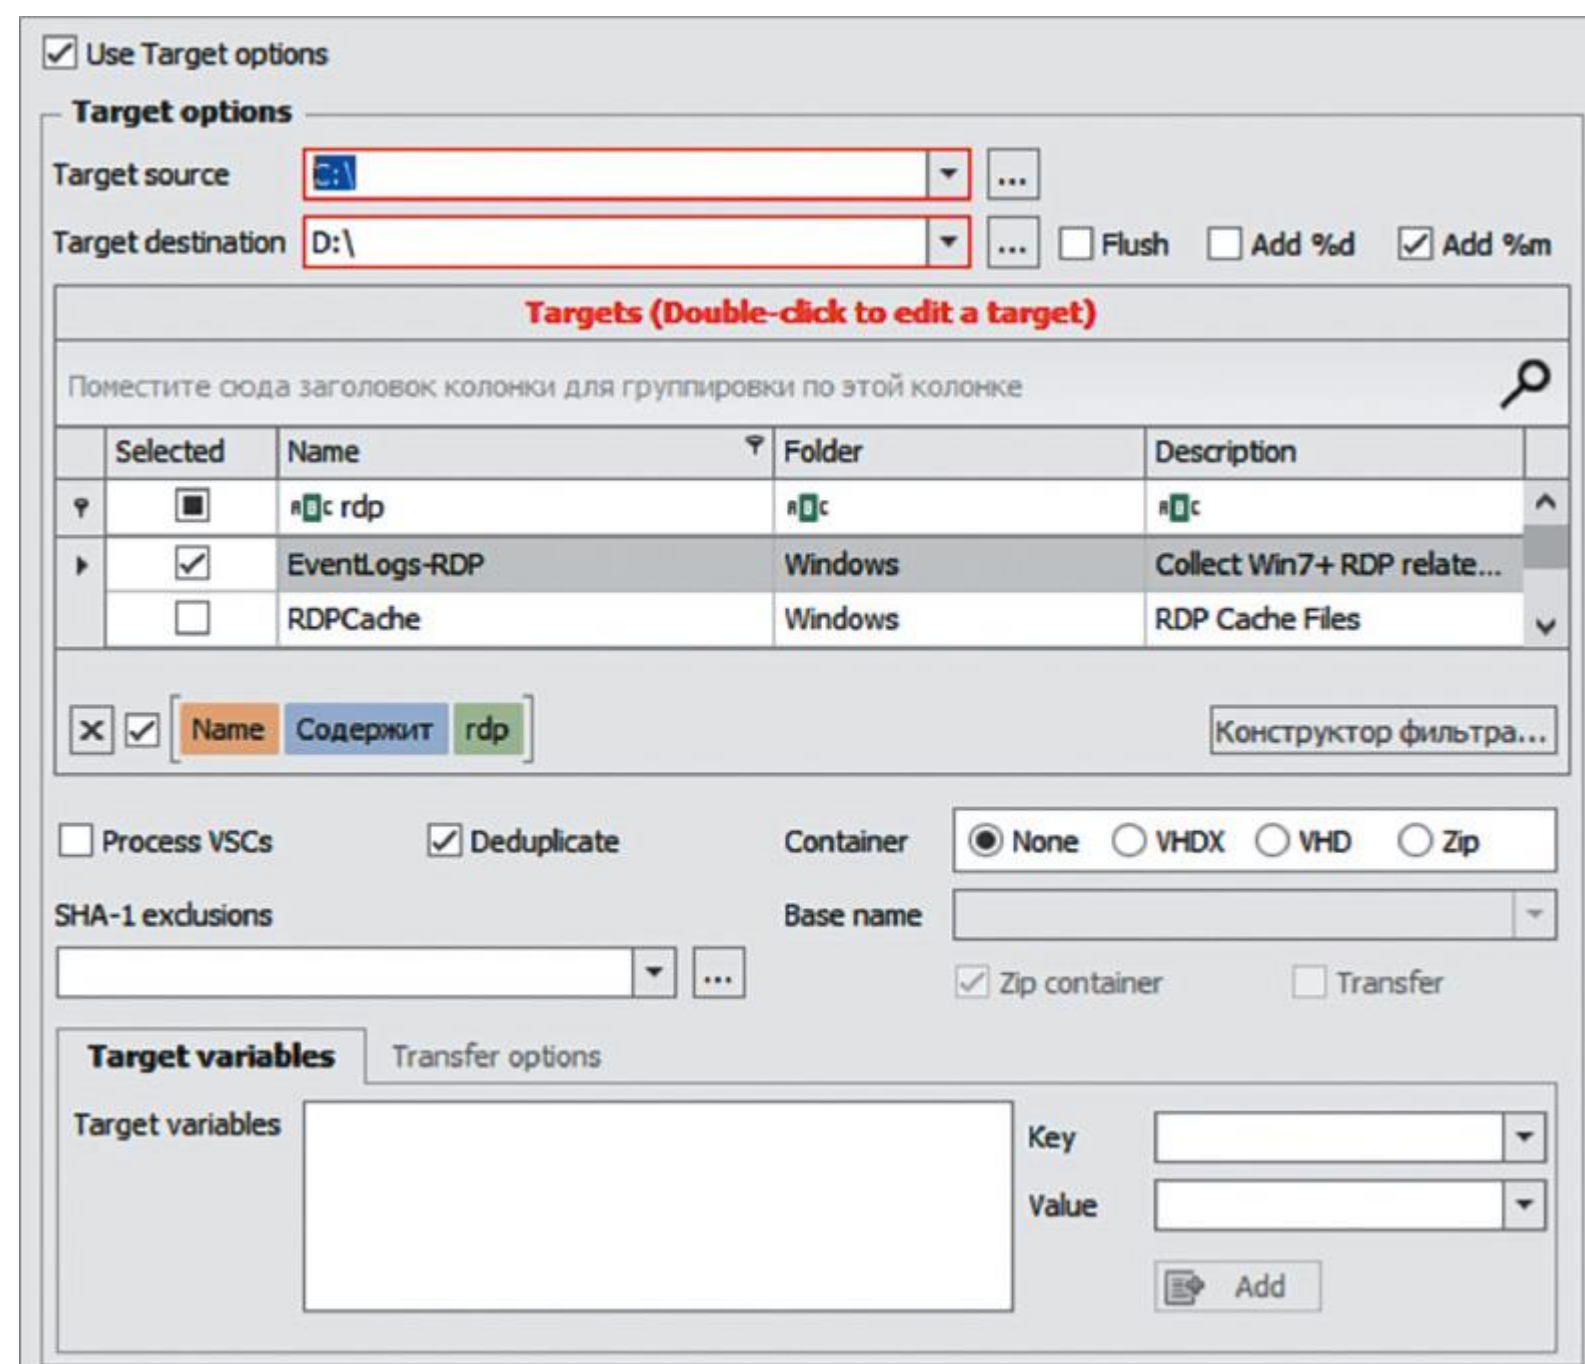 Use Target options
Target options
Target source C:\ ...
Target destination D:\ ... Flush Add %d Add %m
Targets (Double-click to edit a target)
Поместите сюда заголовок колонки для группировки по этой колонке
Selected Name Folder Description
ABC rdp ABC ABC
EventLogs-RDP Windows Collect Win7+ RDP relate...
RDPCache Windows RDP Cache Files
Name Содержит rdp Конструктор фильтра...
Process VSCs Deduplicate Container None VHDX VHD Zip
SHA-1 exclusions Base name
... Zip container Transfer
Target variables Transfer options
Target variables Key
Value
Add